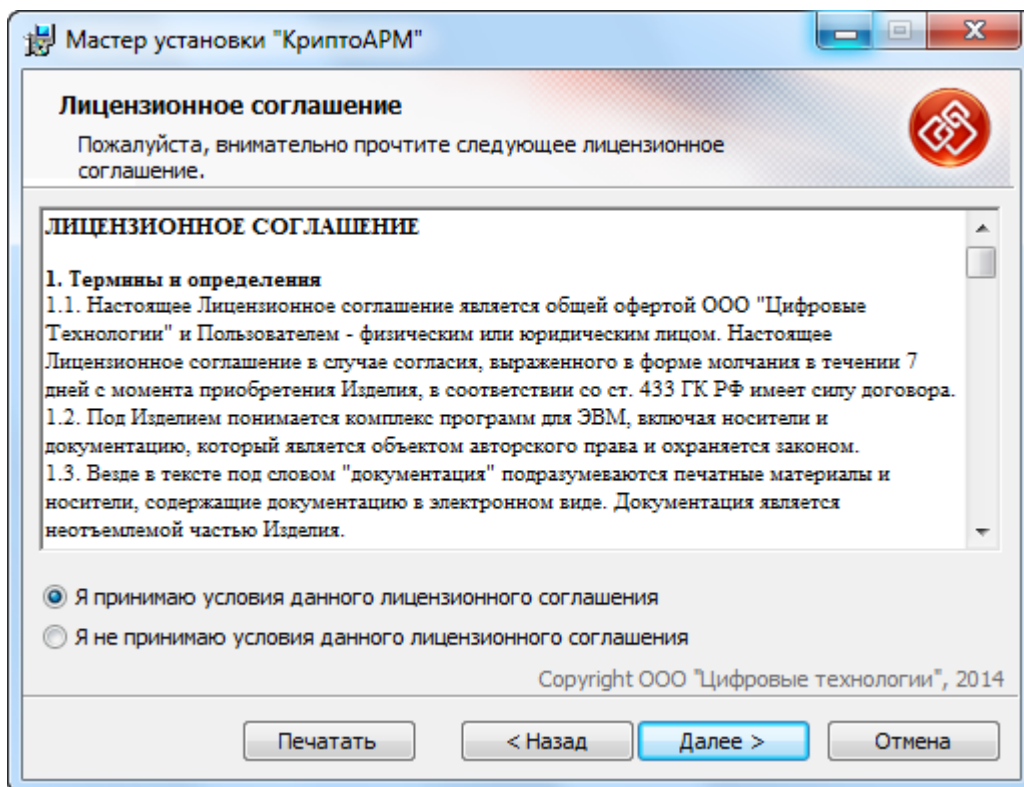 Мастер установки "КриптоАРМ"
Лицензионное соглашение
Пожалуйста, внимательно прочтите следующее лицензионное
соглашение.
ЛИЦЕНЗИОННОЕ СОГЛАШЕНИЕ
1. Термины и определения
1.1. Настоящее Лицензионное соглашение является общей офертой ООО "Цифровые
Технологии" и Пользователем - физическим или юридическим лицом. Настоящее
Лицензионное соглашение в случае согласия, выраженного в форме молчания в течении 7
дней с момента приобретения Изделия, в соответствии со ст. 433 ГК РФ имеет силу договора.
1.2. Под Изделием понимается комплекс программ для ЭВМ, включая носители и
документацию, который является объектом авторского права и охраняется законом.
1.3. Везде в тексте под словом "документация" подразумеваются печатные материалы и
носители, содержащие документацию в электронном виде. Документация является
неотъемлемой частью Изделия.
Я принимаю условия данного лицензионного соглашения
Я не принимаю условия данного лицензионного соглашения
Copyright ООО "Цифровые технологии", 2014
Печатать
< Назад
Далее >
Отмена